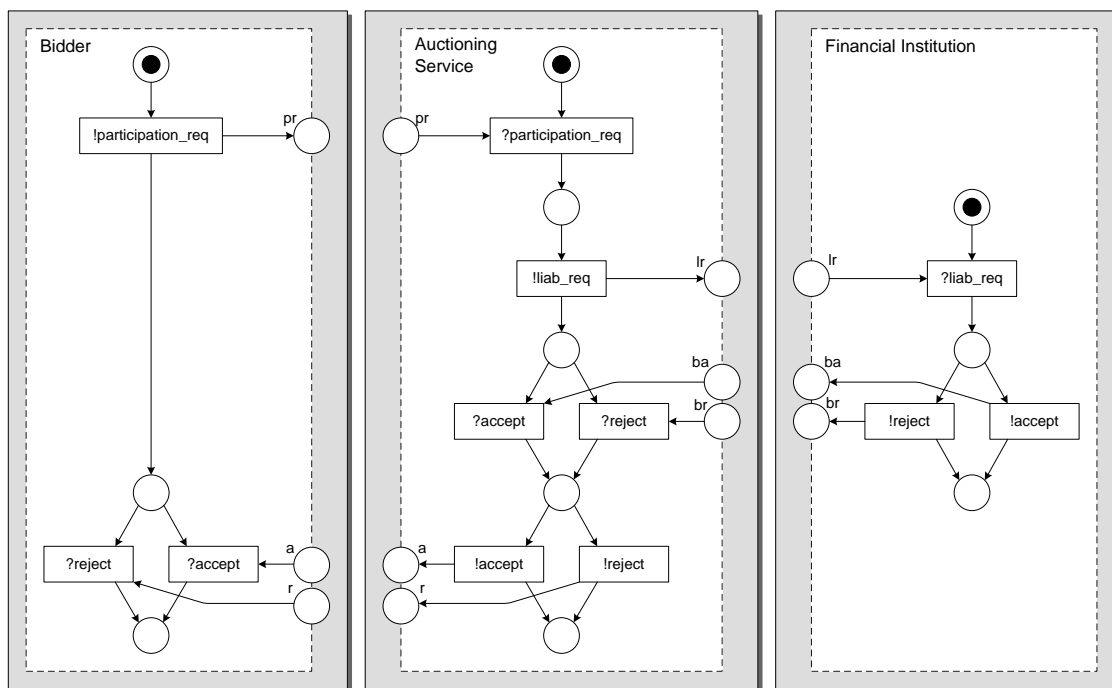 Bidder
!participation_req
pr
?reject
?accept
a
r
Auctioning
Service
pr
?participation_req
!liab_req
lr
ba
br
?accept
?reject
a
r
!accept
!reject
Financial Institution
lr
?liab_req
ba
br
!reject
!accept